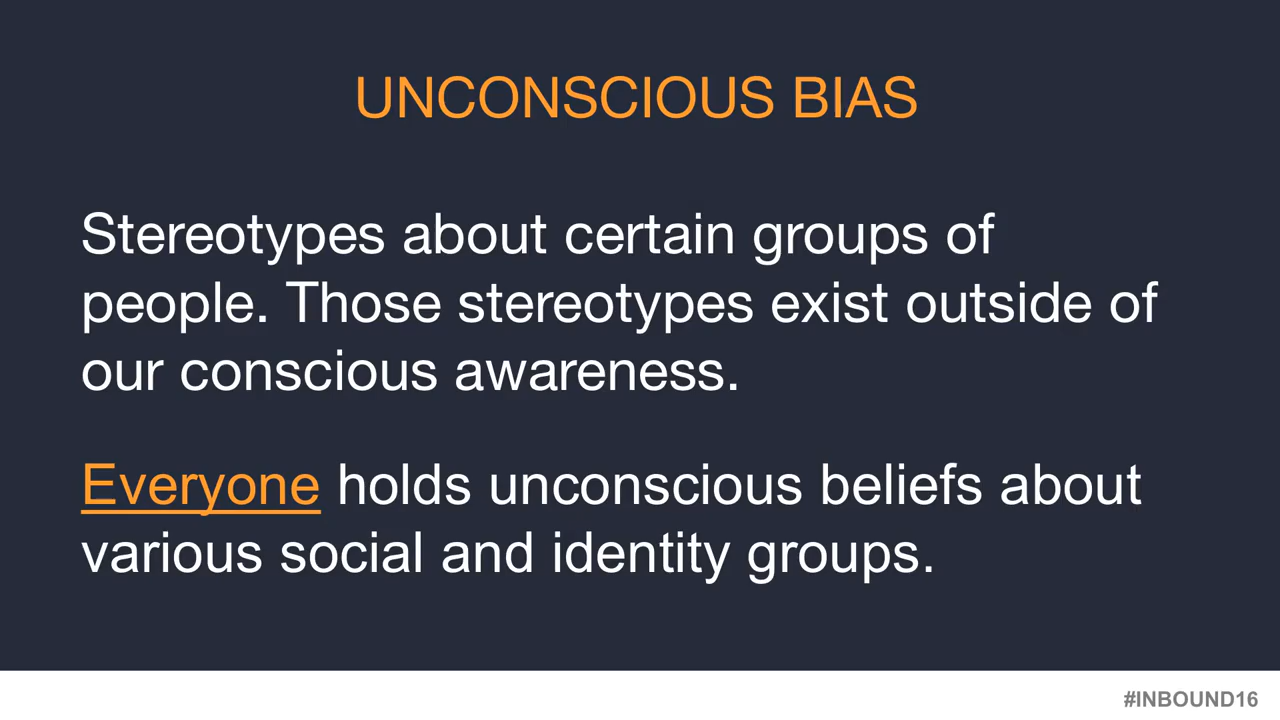 UNCONSCIOUS BIAS
Stereotypes about certain groups of
people. Those stereotypes exist outside of
our conscious awareness.
Everyone holds unconscious beliefs about
various social and identity groups.
#INBOUND16